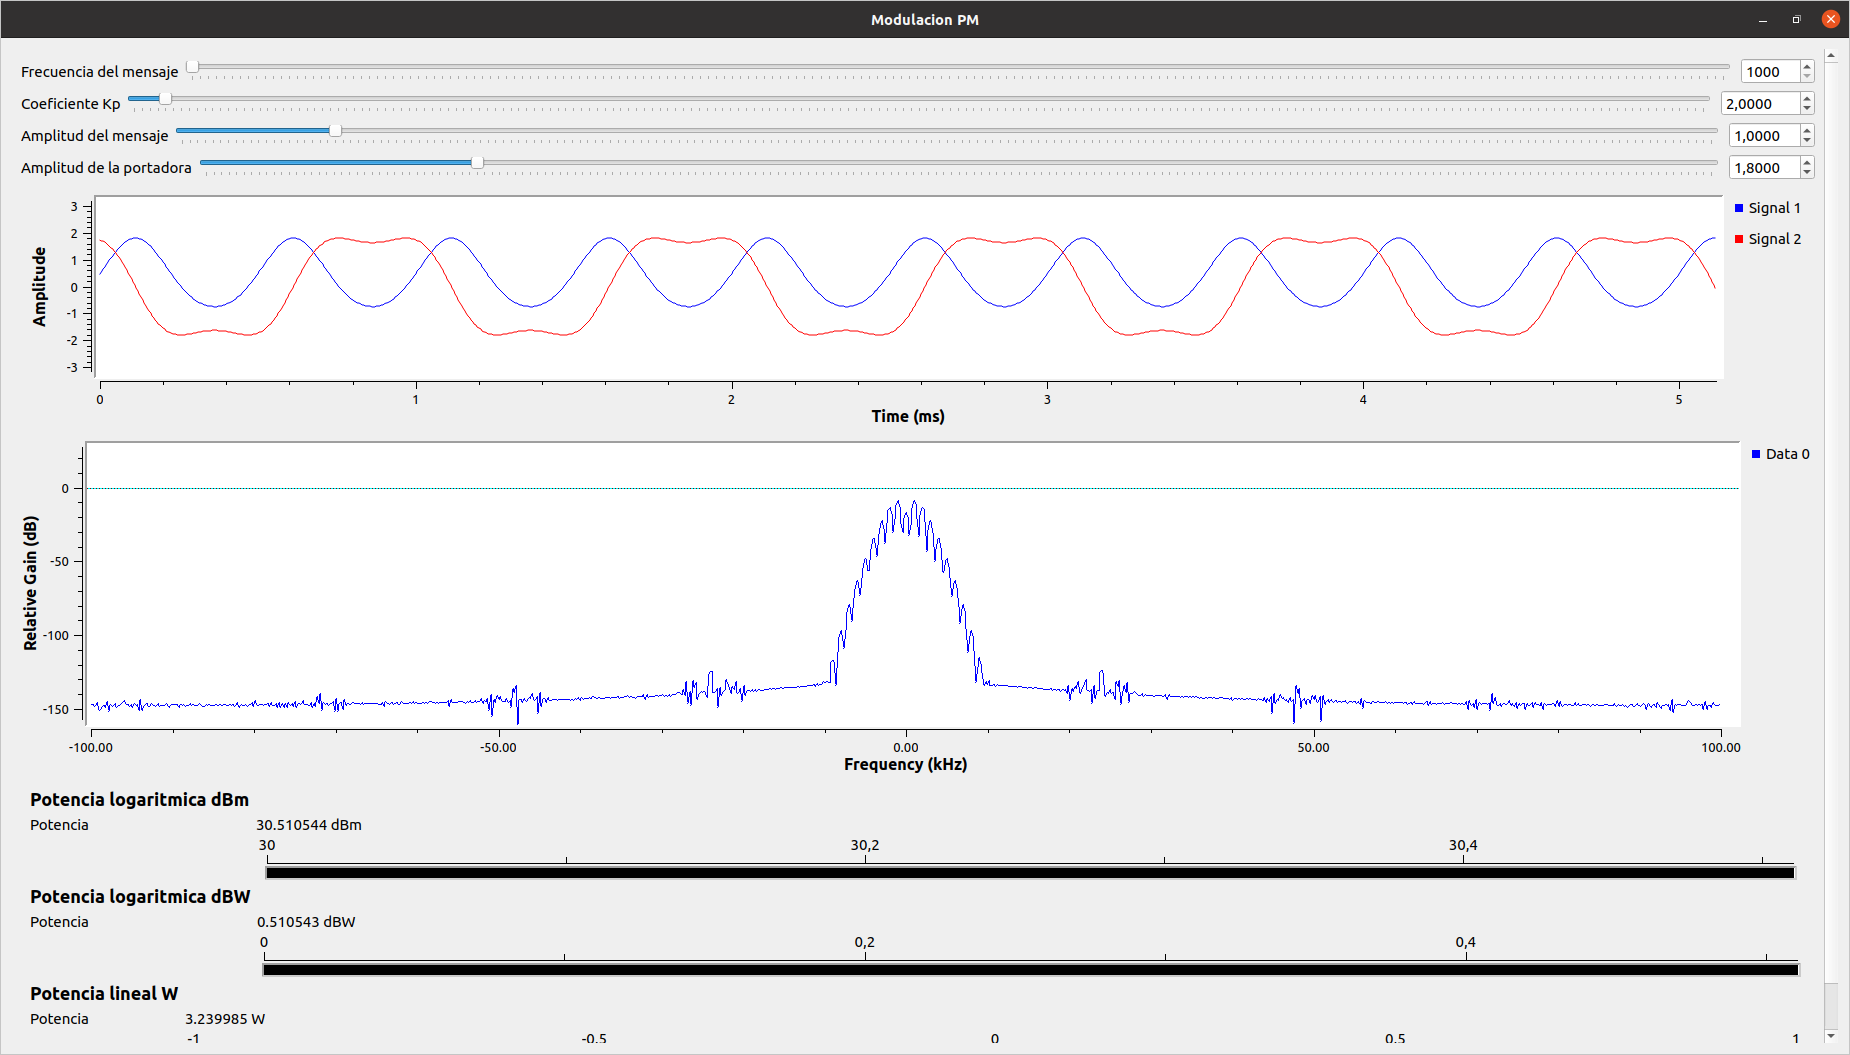 Modulacion PM
Frecuencia del mensaje 1000
Coeficiente Kp 2,0000
Amplitud del mensaje 1,0000
Amplitud de la portadora 1,8000
Amplitude
3
2
1
0
-1
-2
-3
Signal 1
Signal 2
0 1 2 3 4 5
Time (ms)
Relative Gain (dB)
0
-50
-100
-150
Data 0
-100.00 -50.00 0.00 50.00 100.00
Frequency (kHz)
Potencia logaritmica dBm
Potencia 30.510544 dBm
30 30,2 30,4
Potencia logaritmica dBW
Potencia 0.510543 dBW
0 0,2 0,4
Potencia lineal W
Potencia 3.239985 W
-1 -0.5 0 0.5 1